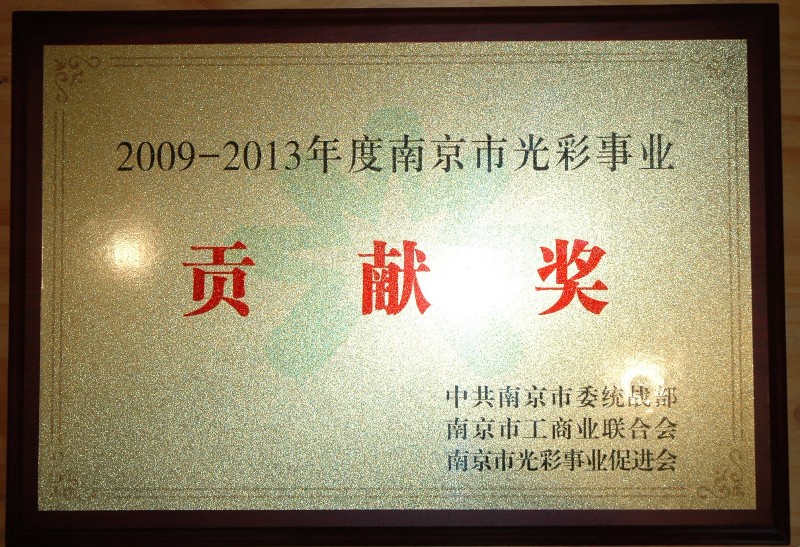 2009-2013年度南京市光彩事业
贡献奖
中共南京市委统战部
南京市工商业联合会
南京市光彩事业促进会